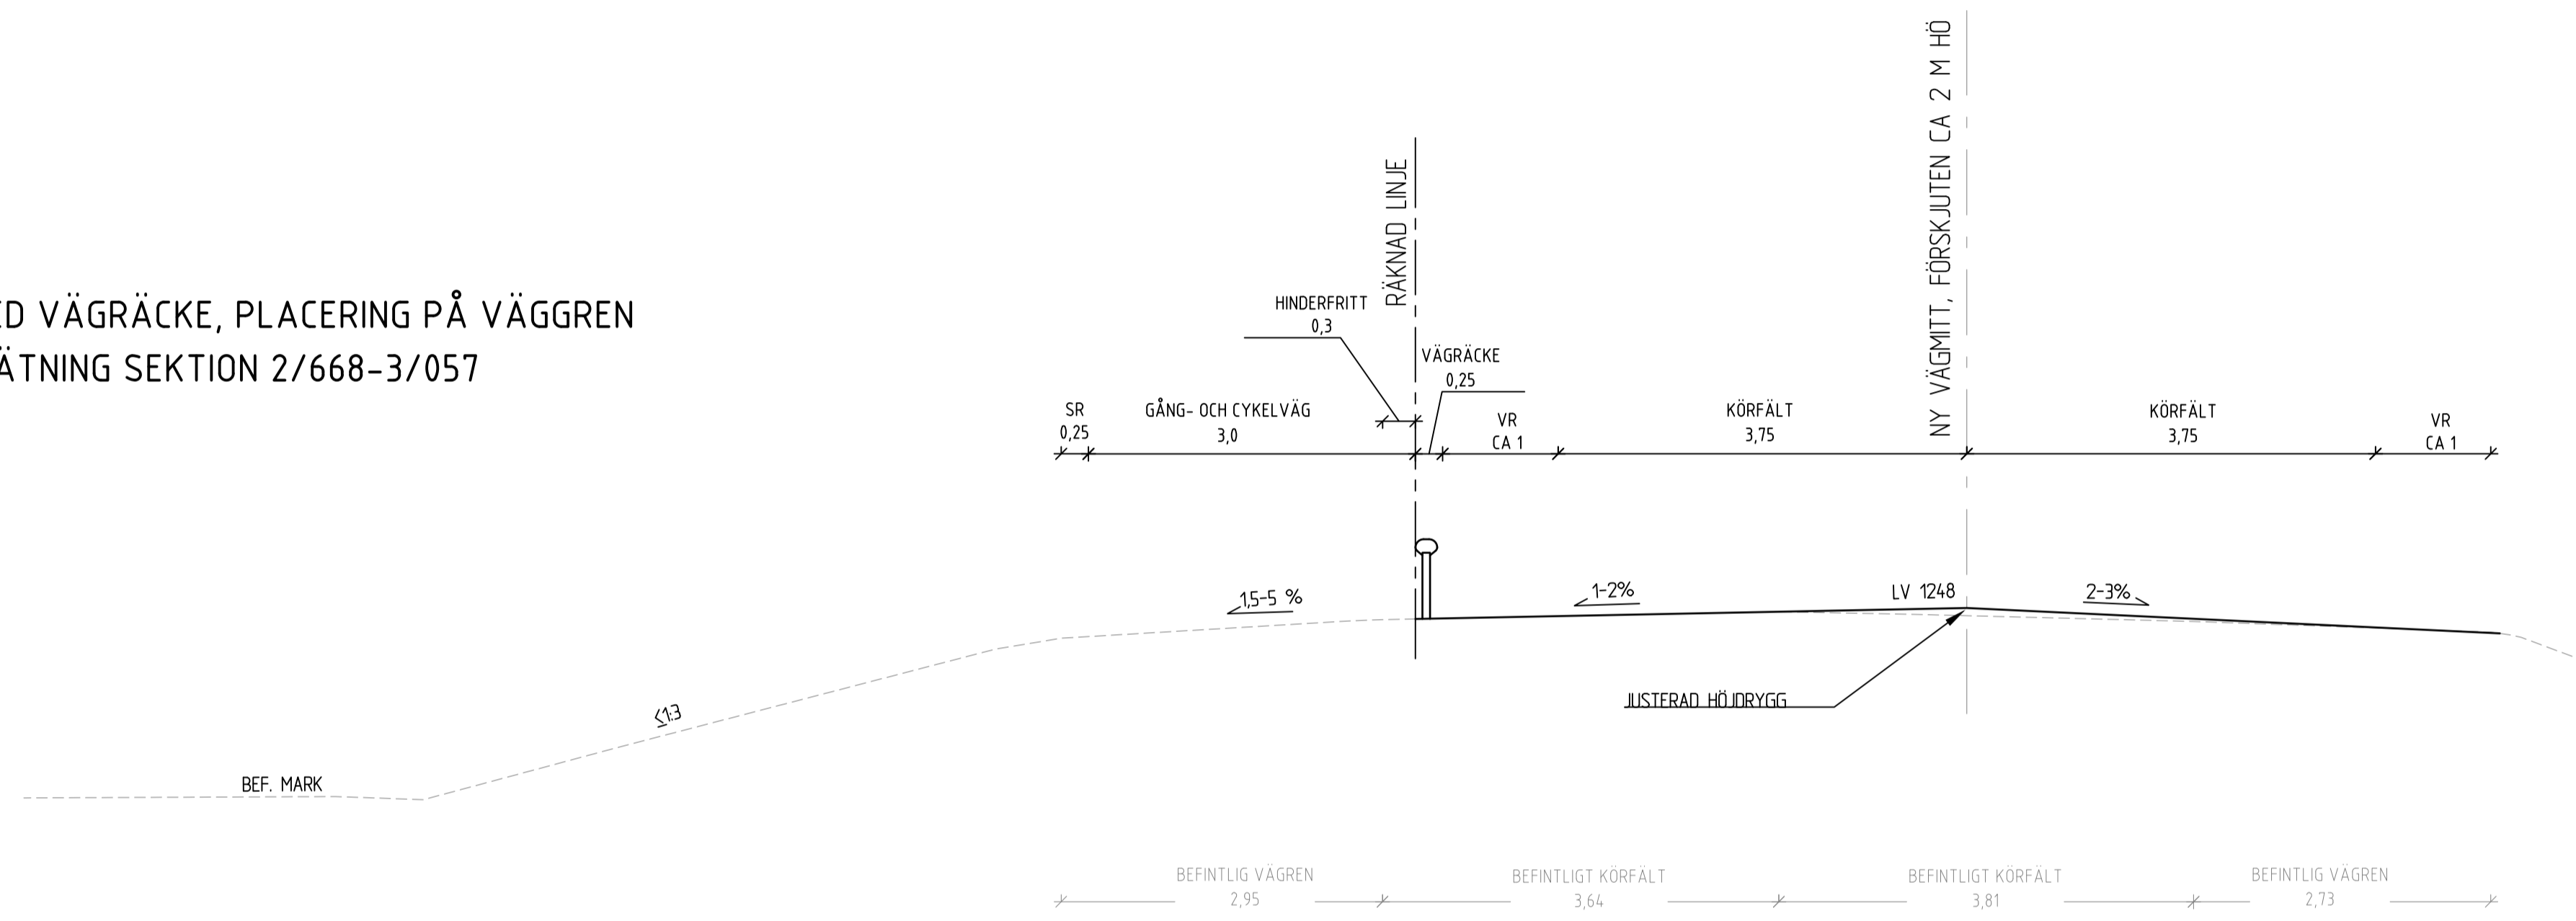 NY VÄGMITT, FÖRSKJUTEN CA 2 M HÖ
RÄKNAD LINJE
VÄGRÄCKE, PLACERING PÅ VÄGGREN
SEKTION 2/668-3/057
HINDERFRITT
0,3
VÄGRÄCKE
0,25
SR
0,25
GÅNG- OCH CYKELVÄG
3,0
VR
CA 1
KÖRFÄLT
3,75
KÖRFÄLT
3,75
VR
CA 1
1,5-5 %
1-2%
LV 1248
2-3%
JUSTERAD HÖJDRYGG
≤1:3
BEF. MARK
BEFINTLIG VÄGREN
2,95
BEFINTLIGT KÖRFÄLT
3,64
BEFINTLIGT KÖRFÄLT
3,81
BEFINTLIG VÄGREN
2,73